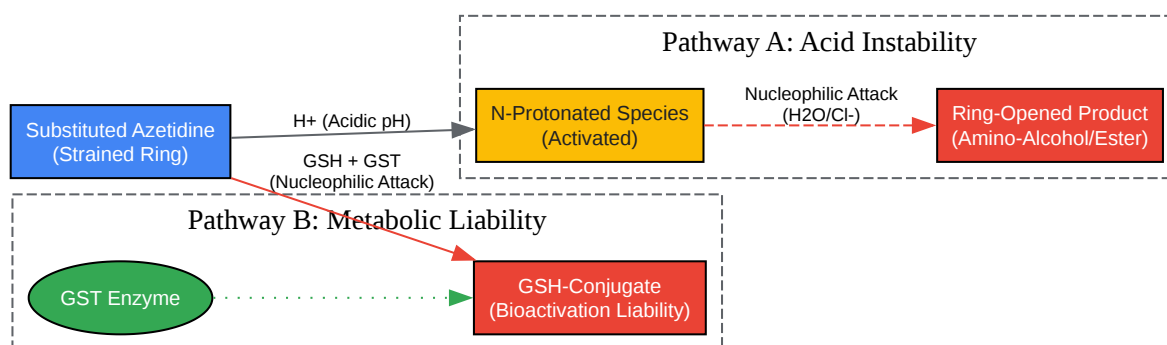 Pathway A: Acid Instability
Substituted Azetidine
(Strained Ring)
H+ (Acidic pH)
N-Protonated Species
(Activated)
Nucleophilic Attack
(H2O/Cl-)
Ring-Opened Product
(Amino-Alcohol/Ester)
GSH + GST
(Nucleophilic Attack)
Pathway B: Metabolic Liability
GST Enzyme
GSH-Conjugate
(Bioactivation Liability)